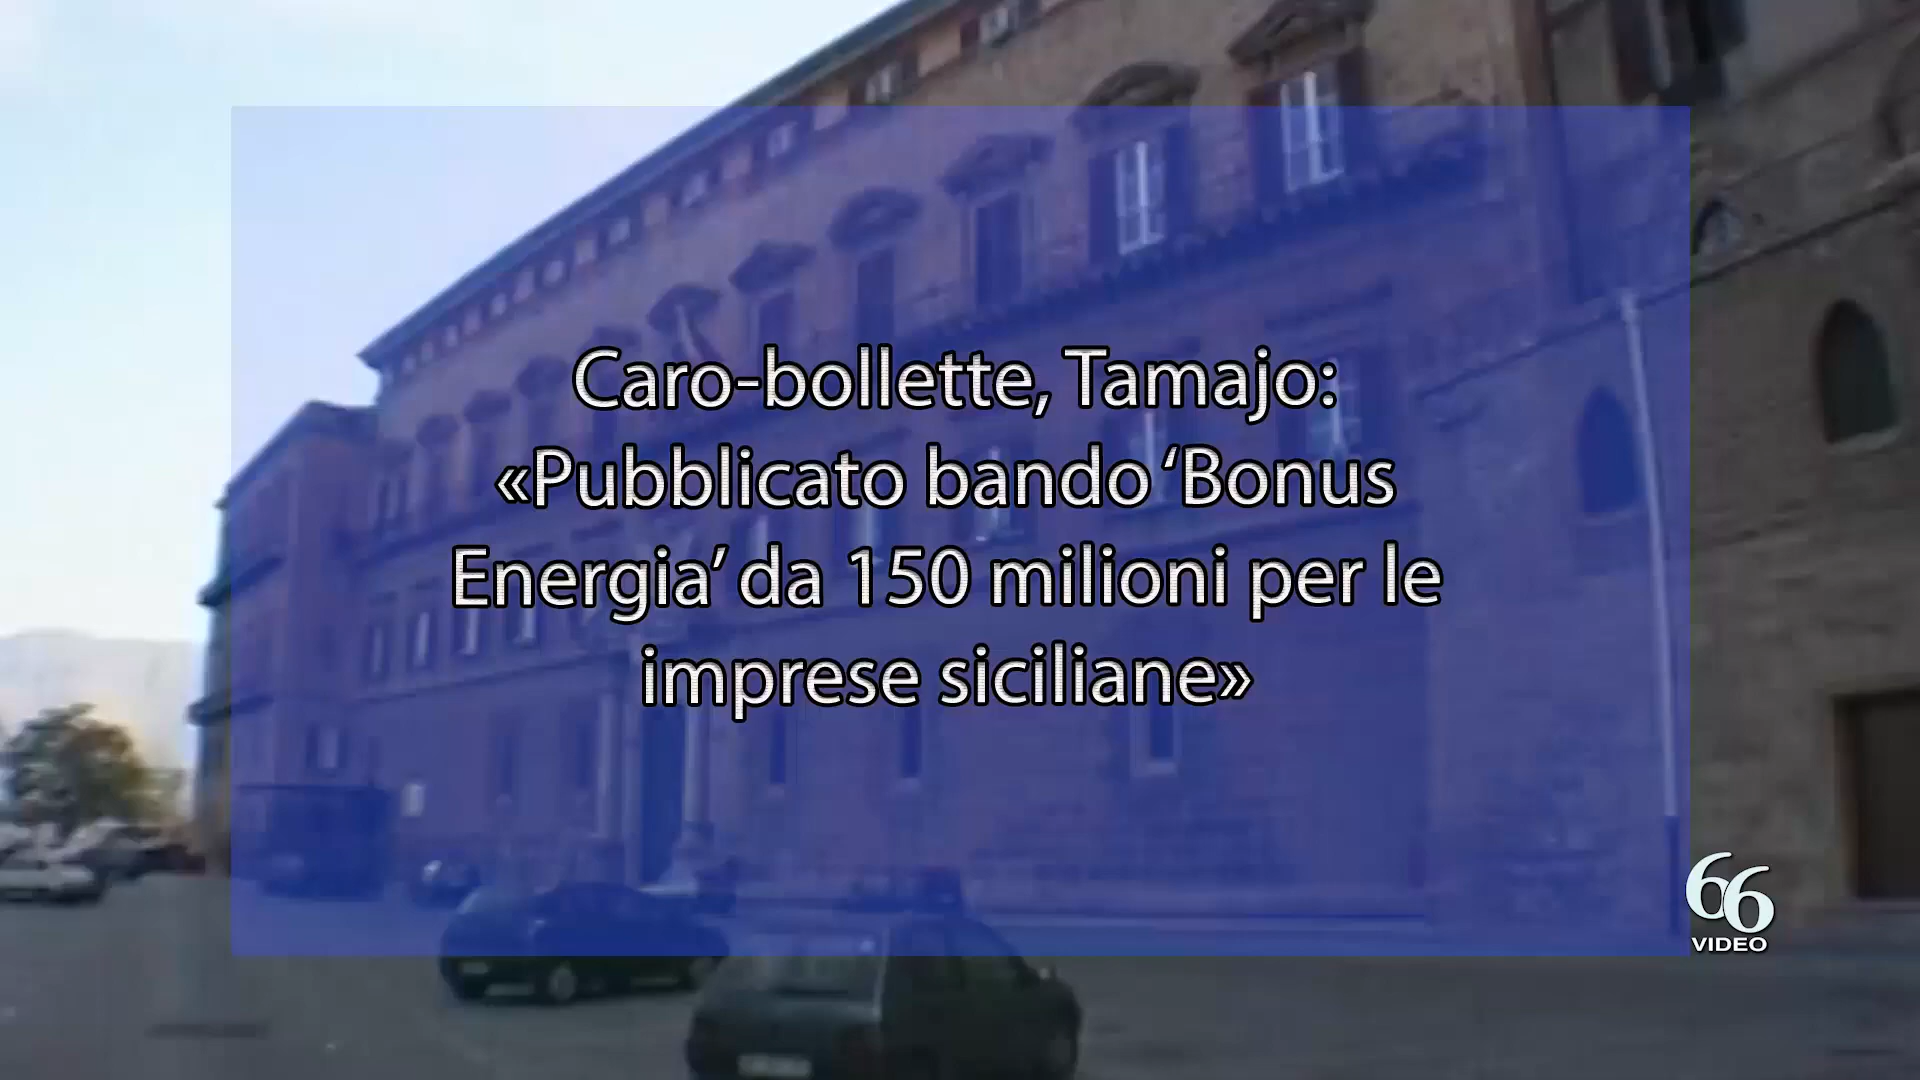 Caro-bollette, Tamajo:
«Pubblicato bando ‘Bonus
Energia’ da 150 milioni per le
imprese siciliane»
66
VIDEO